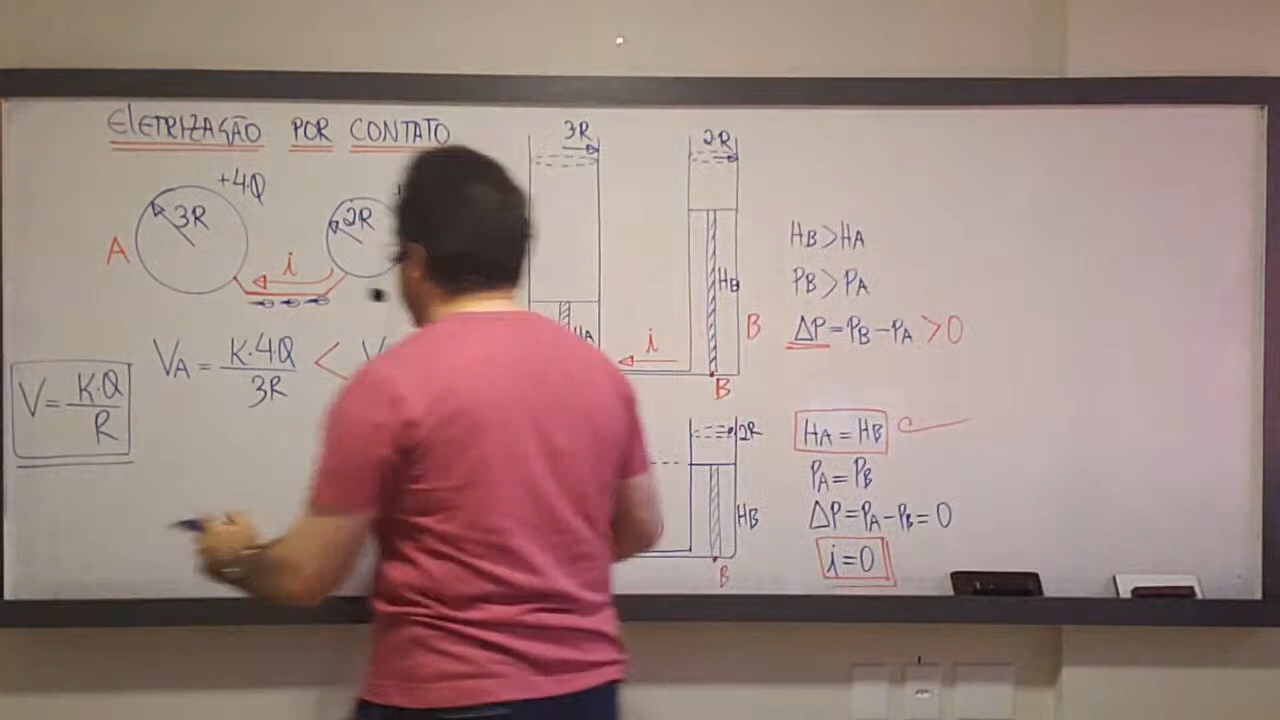 ELETRIZAÇÃO POR CONTATO
+4Q
3R
2R
A
i
VA = K·4Q / 3R <
V = K·Q / R
3R
2R
HA
HB
i
B
B
HB > HA
PB > PA
ΔP = PB - PA > 0
2R
HB
B
HA = HB
PA = PB
ΔP = PA - PB = 0
i = 0